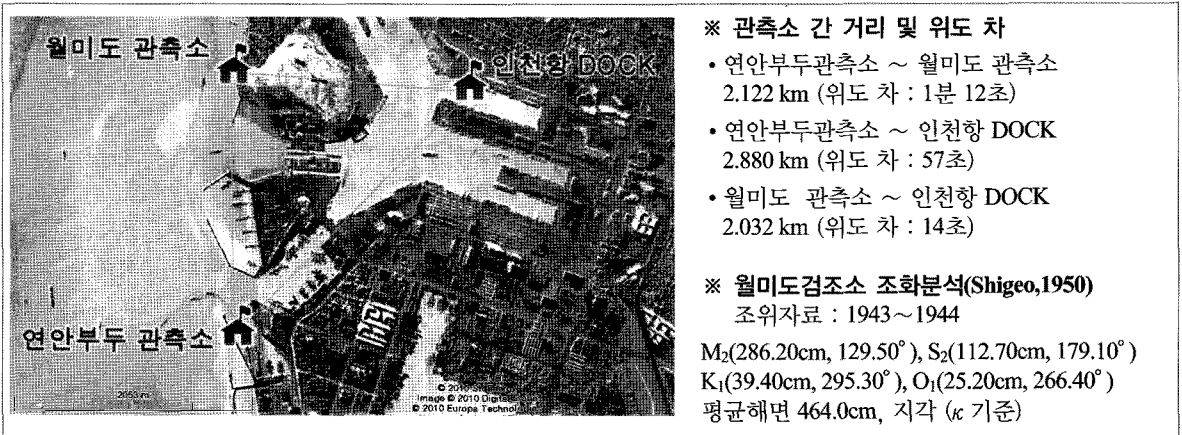 월미도 관측소
인천항 DOCK
연안부두 관측소
2053 m
Image © 2010 Digital
© 2010 Europa Technol
※ 관측소 간 거리 및 위도 차
• 연안부두관측소 ~ 월미도 관측소
2.122 km (위도 차 : 1분 12초)
• 연안부두관측소 ~ 인천항 DOCK
2.880 km (위도 차 : 57초)
• 월미도 관측소 ~ 인천항 DOCK
2.032 km (위도 차 : 14초)
※ 월미도검조소 조화분석(Shigeo,1950)
조위자료 : 1943~1944
M₂(286.20cm, 129.50°), S₂(112.70cm, 179.10°)
K₁(39.40cm, 295.30°), O₁(25.20cm, 266.40°)
평균해면 464.0cm, 지각 (κ 기준)